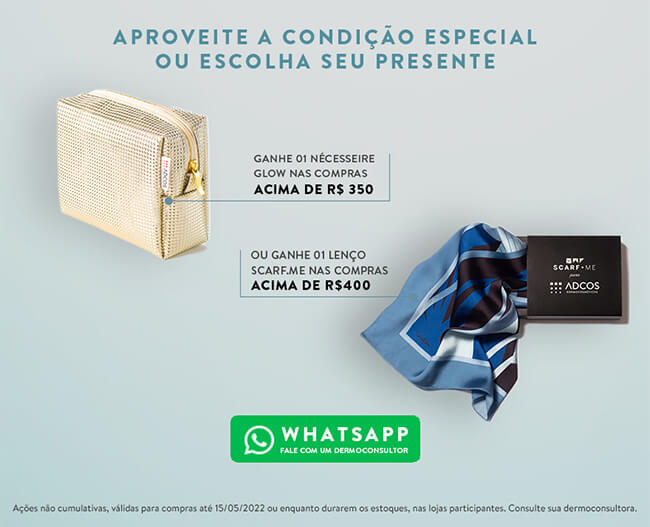 APROVEITE A CONDIÇÃO ESPECIAL
OU ESCOLHA SEU PRESENTE
GANHE 01 NÉCESSEIRE
GLOW NAS COMPRAS
ACIMA DE R$ 350
ADCOS
OU GANHE 01 LENÇO
SCARF.ME NAS COMPRAS
ACIMA DE R$400
SCARF•ME
para
ADCOS
WHATSAPP
FALE COM UM DERMOCONSULTOR
Ações não cumulativas, válidas para compras até 15/05/2022 ou enquanto durarem os estoques, nas lojas participantes. Consulte sua dermoconsultora.